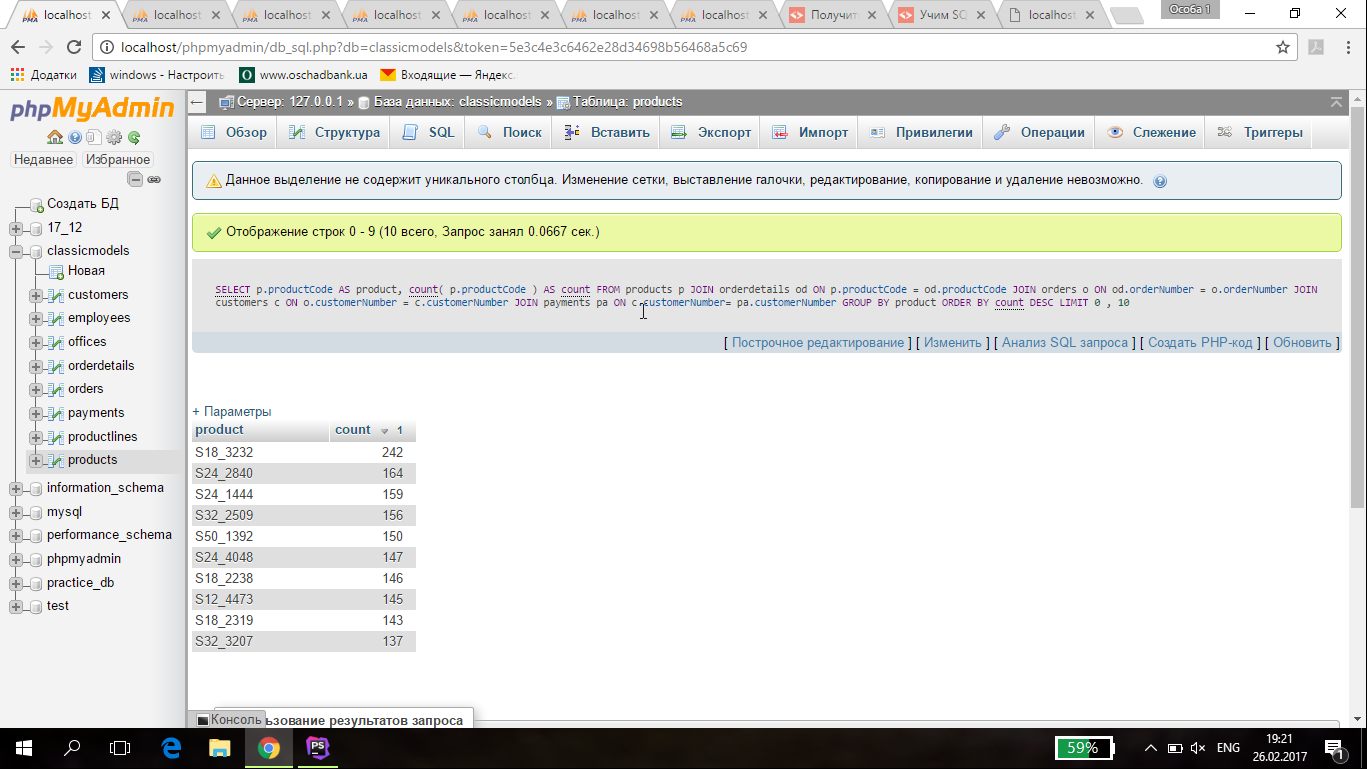 localhost
localhost
localhost
localhost
localhost
localhost
localhost
Получит
Учим SQ
localhost
Особа 1
localhost/phpmyadmin/db_sql.php?db=classicmodels&token=5e3c4e3c6462e28d34698b56468a5c69
Додатки
windows - Настроить
www.oschadbank.ua
Входящие — Яндекс
phpMyAdmin
Недавнее
Избранное
Создать БД
17_12
classicmodels
Новая
customers
employees
offices
orderdetails
orders
payments
productlines
products
information_schema
mysql
performance_schema
phpmyadmin
practice_db
test
Сервер: 127.0.0.1 » База данных: classicmodels » Таблица: products
Обзор
Структура
SQL
Поиск
Вставить
Экспорт
Импорт
Привилегии
Операции
Слежение
Триггеры
Данное выделение не содержит уникального столбца. Изменение сетки, выставление галочки, редактирование, копирование и удаление невозможно.
Отображение строк 0 - 9 (10 всего, Запрос занял 0.0667 сек.)
SELECT p.productCode AS product, count( p.productCode ) AS count FROM products p JOIN orderdetails od ON p.productCode = od.productCode JOIN orders o ON od.orderNumber = o.orderNumber JOIN
customers c ON o.customerNumber = c.customerNumber JOIN payments pa ON c.customerNumber= pa.customerNumber GROUP BY product ORDER BY count DESC LIMIT 0 , 10
[ Построчное редактирование ] [ Изменить ] [ Анализ SQL запроса ] [ Создать PHP-код ] [ Обновить ]
+ Параметры
product count 1
S18_3232 242
S24_2840 164
S24_1444 159
S32_2509 156
S50_1392 150
S24_4048 147
S18_2238 146
S12_4473 145
S18_2319 143
S32_3207 137
Консоль
ьзование результатов запроса
PS
59%
ENG
19:21
26.02.2017
1